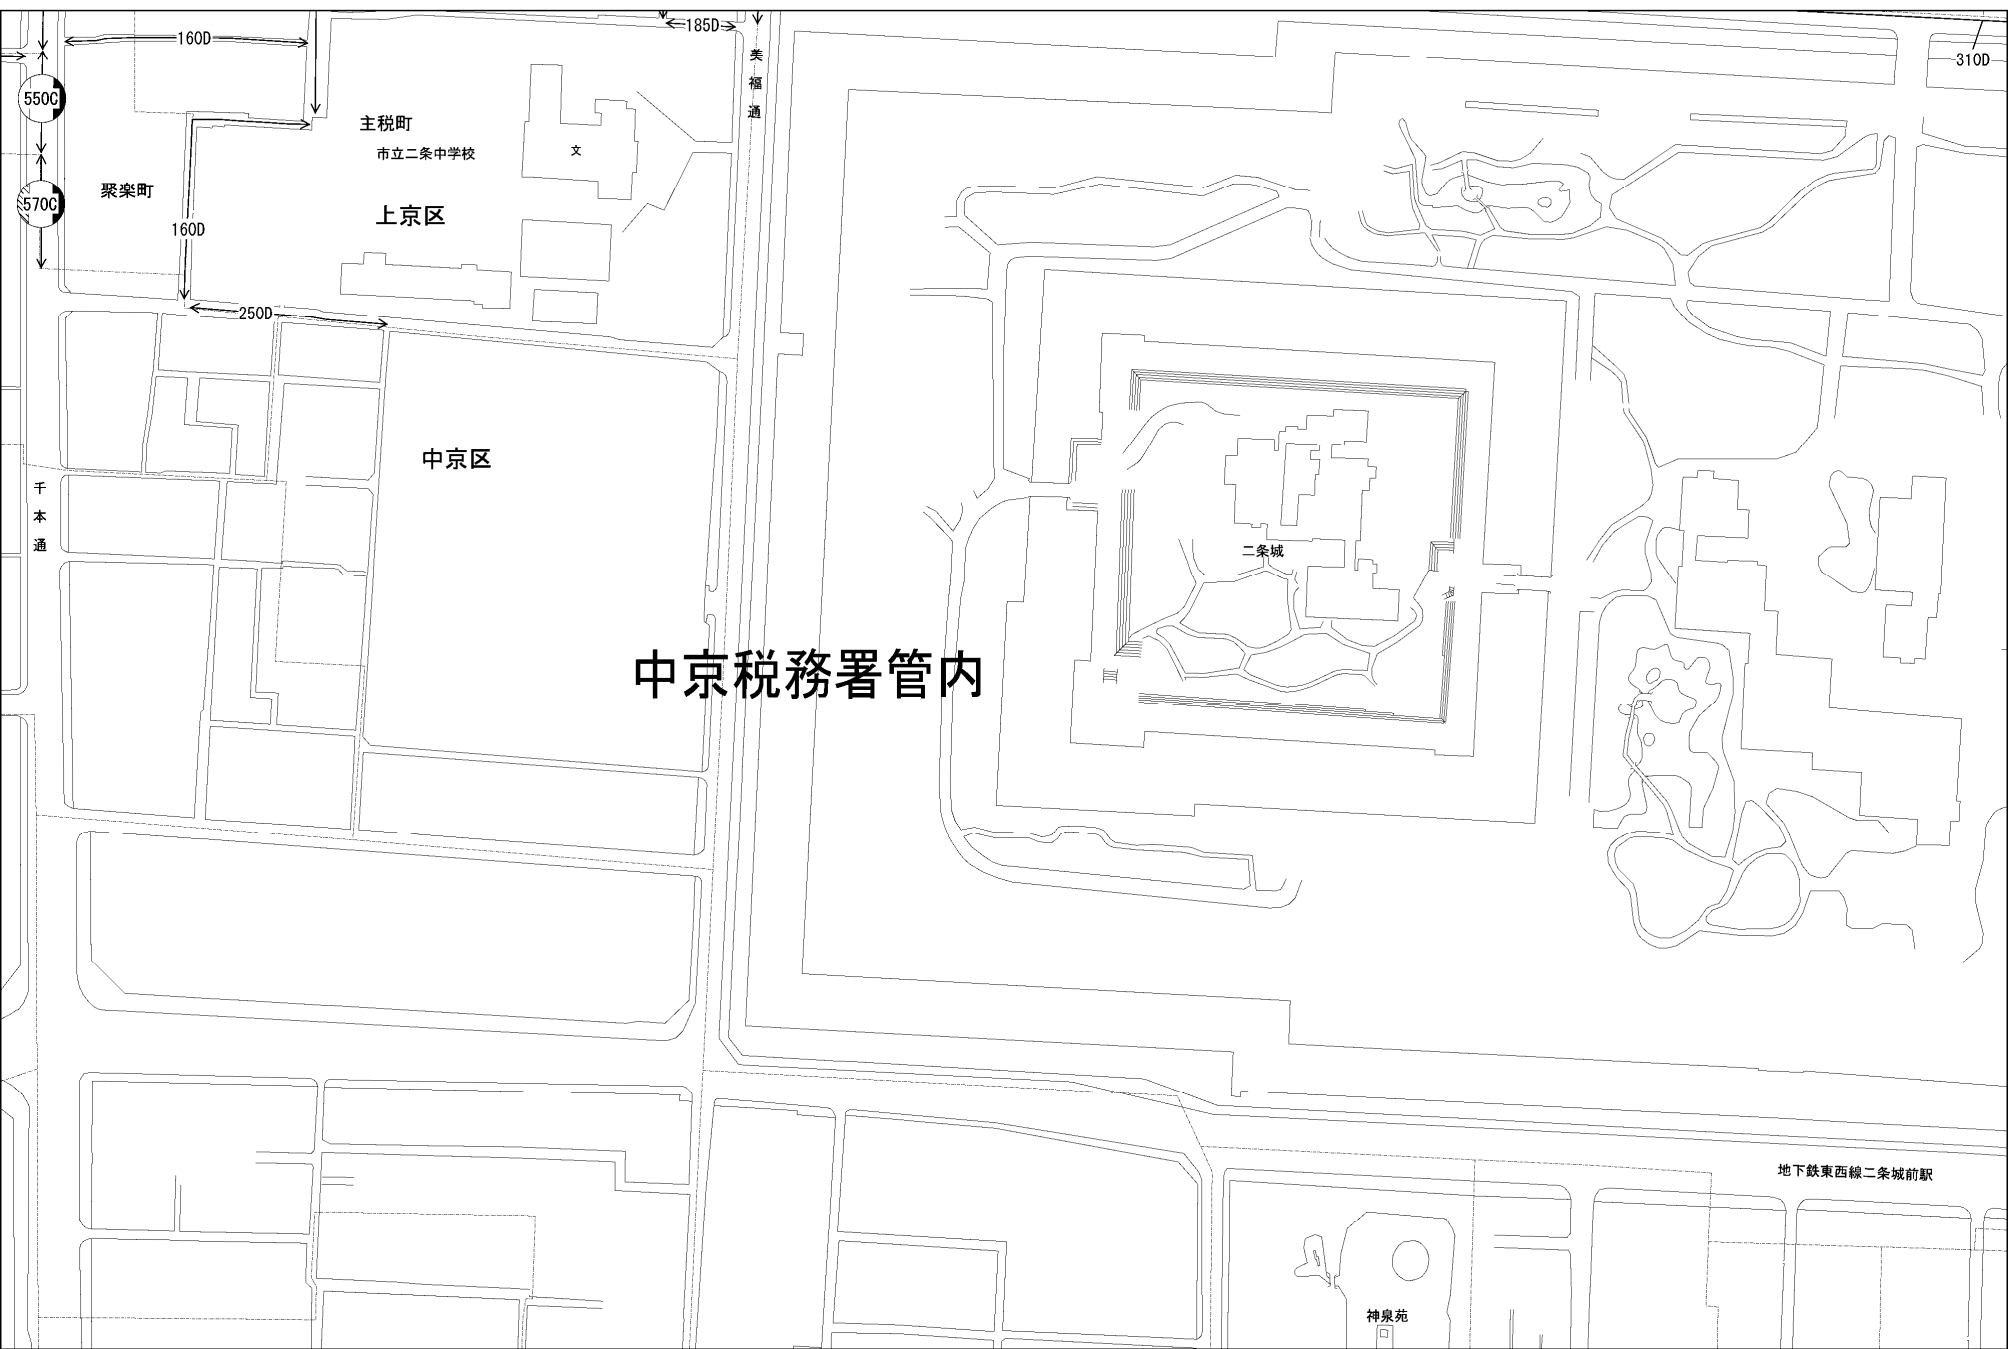 160D
185D
美福通
310D
550C
主税町
市立二条中学校
文
聚楽町
570C
上京区
160D
250D
中京区
千本通
二条城
中京税務署管内
地下鉄東西線二条城前駅
神泉苑